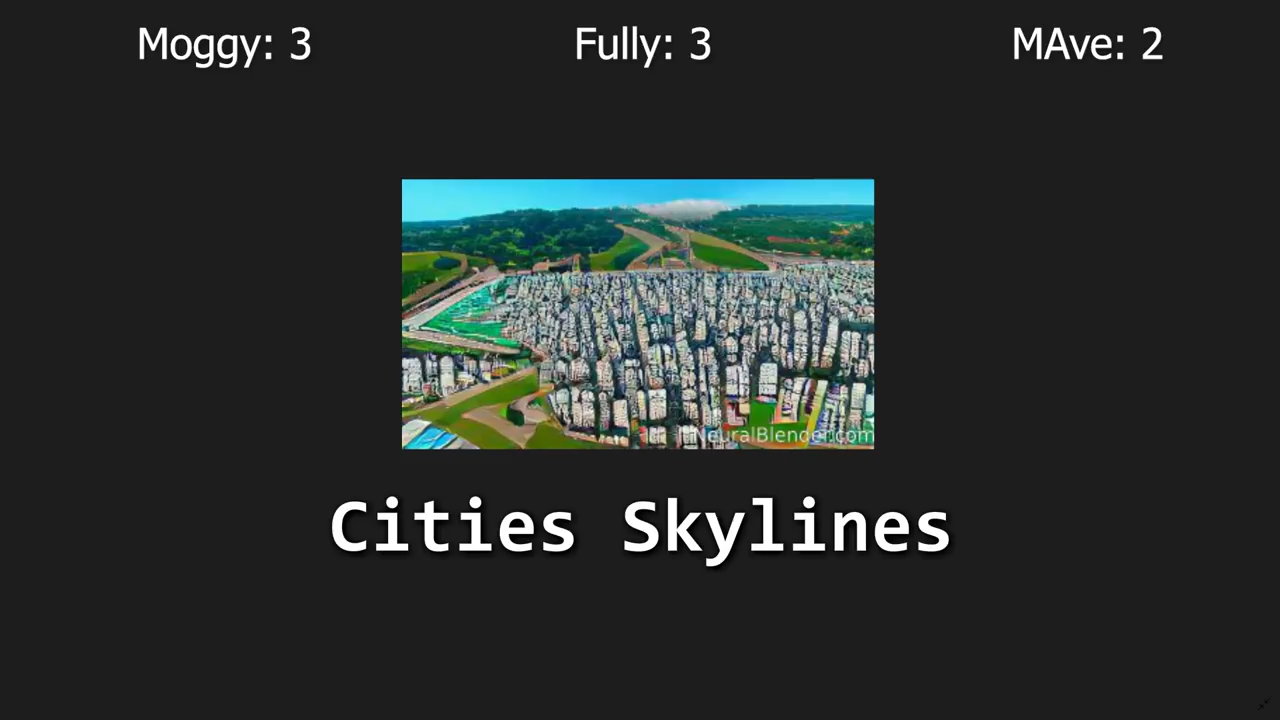 Moggy: 3
Fully: 3
MAve: 2
NeuralBlender.com
Cities Skylines